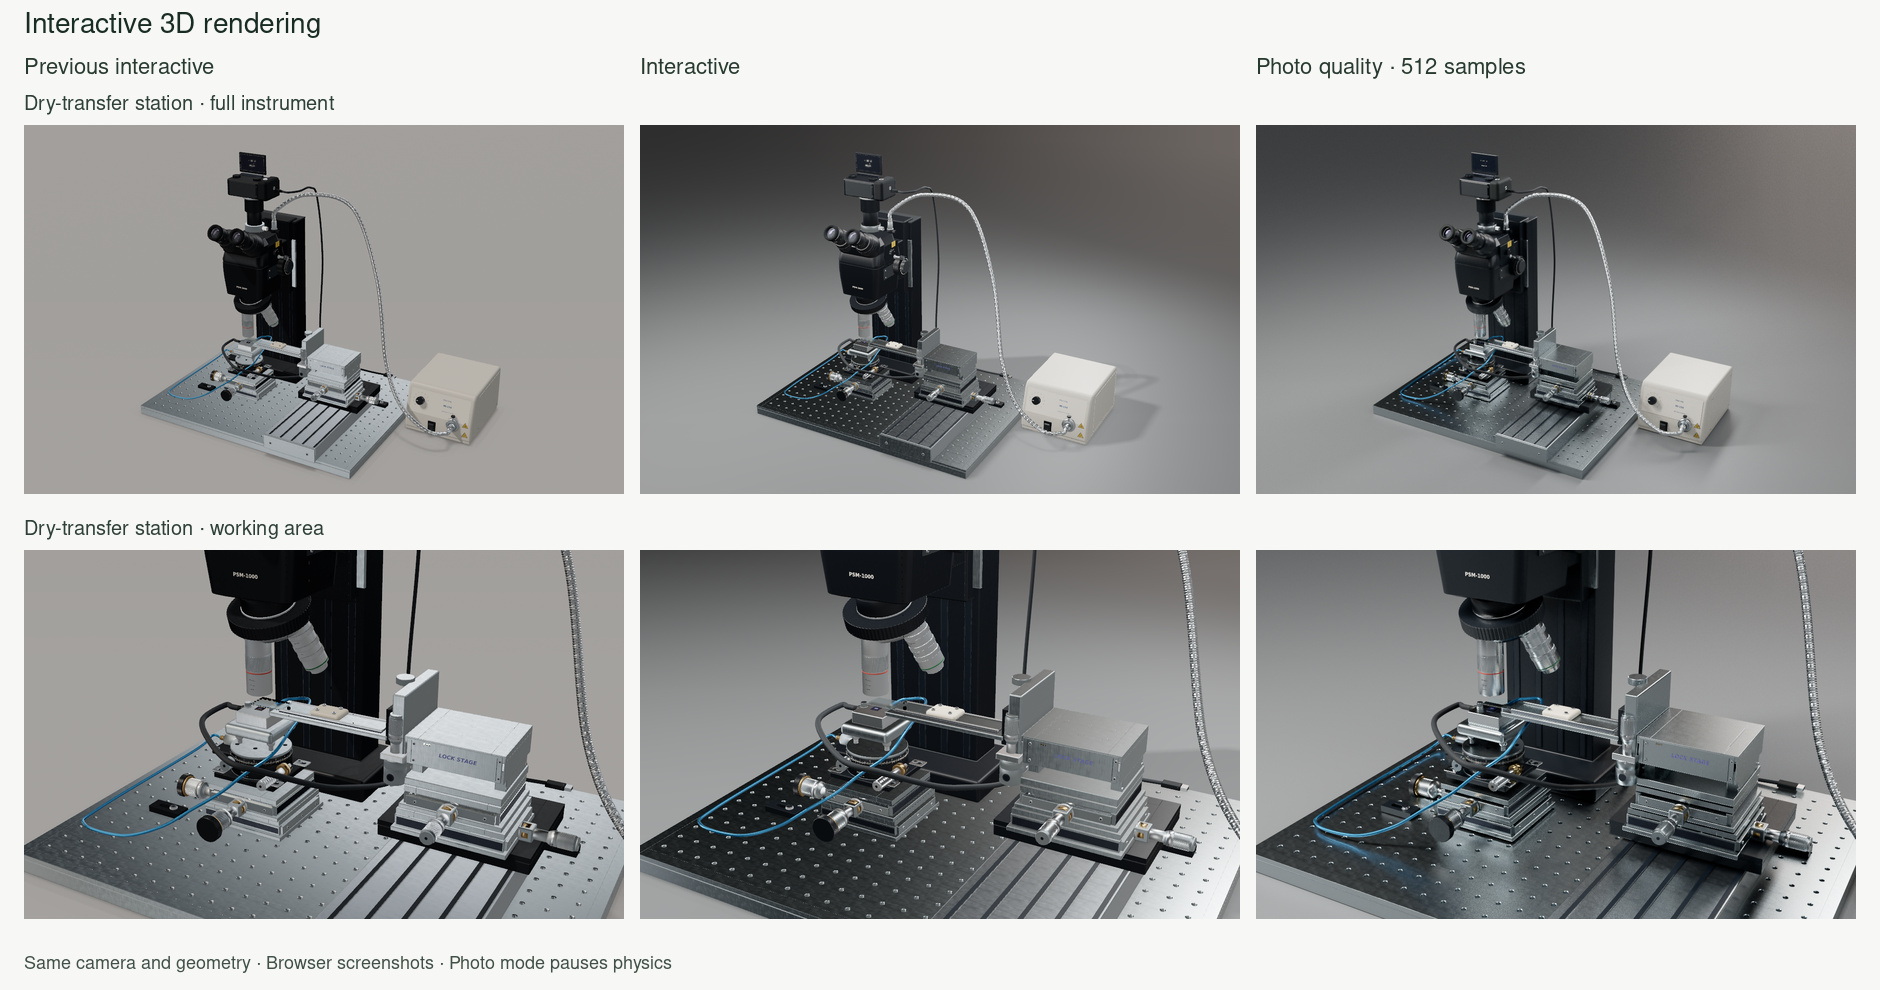 Interactive 3D rendering
Previous interactive
Interactive
Photo quality · 512 samples
Dry-transfer station · full instrument
Dry-transfer station · working area
PSM-1000
LOCK STAGE
PSM-1000
PSM-1000
Same camera and geometry · Browser screenshots · Photo mode pauses physics